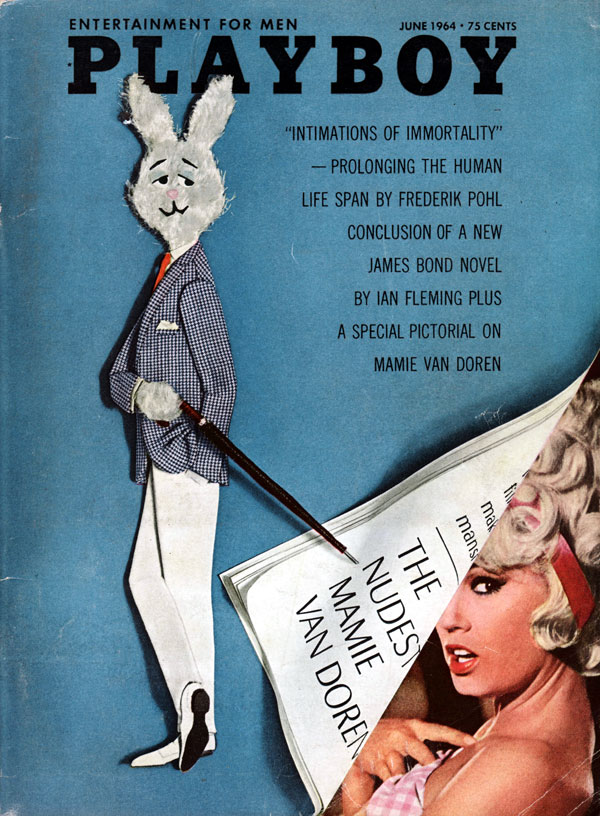 ENTERTAINMENT FOR MEN
JUNE 1964 • 75 CENTS
PLAYBOY
"INTIMATIONS OF IMMORTALITY"
— PROLONGING THE HUMAN
LIFE SPAN BY FREDERIK POHL
CONCLUSION OF A NEW
JAMES BOND NOVEL
BY IAN FLEMING PLUS
A SPECIAL PICTORIAL ON
MAMIE VAN DOREN
THE
NUDEST
MAMIE
VAN DOREN